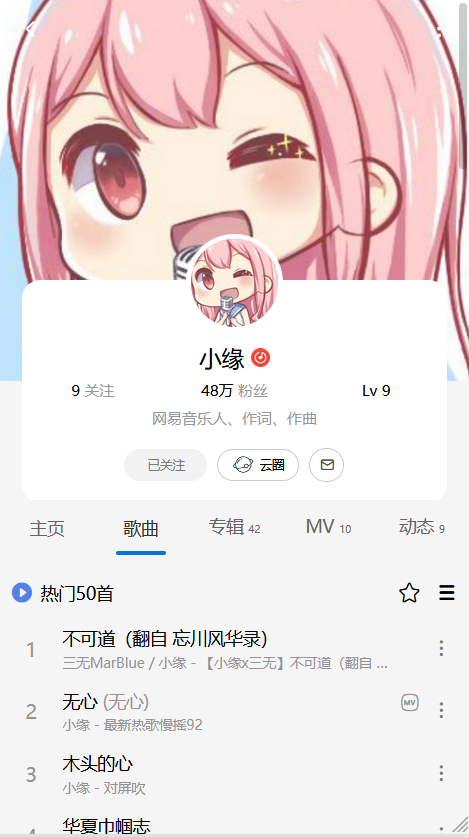 小缘
9 关注 48万 粉丝 Lv 9
网易音乐人、作词、作曲
已关注 云圈
主页 歌曲 专辑 42 MV 10 动态 9
热门50首
1 不可道（翻自 忘川风华录）
三无MarBlue / 小缘 - 【小缘x三无】不可道（翻自 ...
2 无心 (无心) MV
小缘 - 最新热歌慢摇92
3 木头的心
小缘 - 对屏吹
4 华夏巾帼志